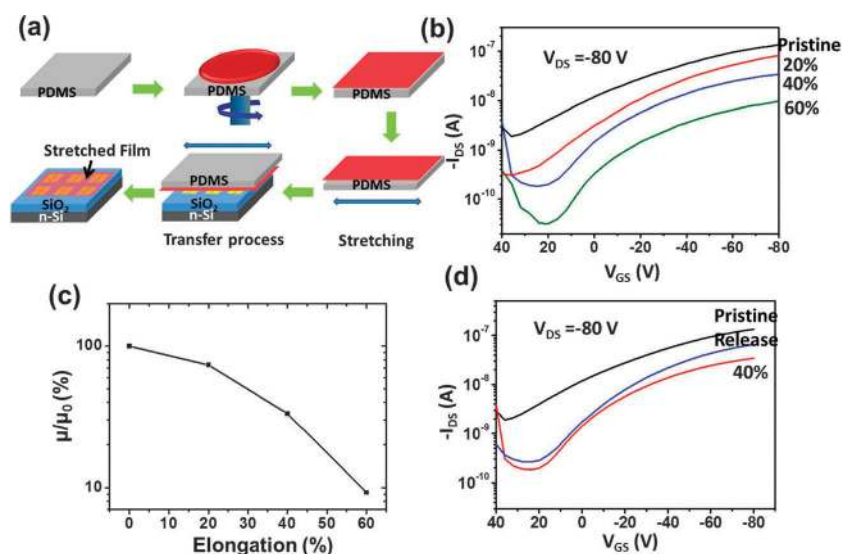 (a)
PDMS
PDMS
PDMS
Stretched Film
SiO2
n-Si
PDMS
SiO2
n-Si
PDMS
Transfer process
Stretching
(b)
VDS =-80 V
Pristine
20%
40%
60%
10-7
10-8
10-9
10-10
-IDS (A)
40 20 0 -20 -40 -60 -80
VGS (V)
(c)
100
10
μ/μ0 (%)
0 10 20 30 40 50 60
Elongation (%)
(d)
VDS =-80 V
Pristine
Release
40%
10-7
10-8
10-9
10-10
-IDS (A)
40 20 0 -20 -40 -60 -80
VGS (V)